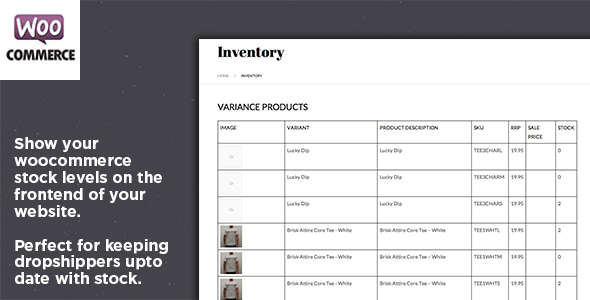 WOO
COMMERCE
Show your
woocommerce
stock levels on the
frontend of your
website.
Perfect for keeping
dropshippers upto
date with stock.
Inventory
HOME / INVENTORY
VARIANCE PRODUCTS
IMAGE VARIANT PRODUCT DESCRIPTION SKU RRP SALE PRICE STOCK
Lucky Dip Lucky Dip TEE3CHARL 19.95 0
Lucky Dip Lucky Dip TEE3CHARM 19.95 0
Lucky Dip Lucky Dip TEE3CHARS 19.95 2
Brisk Attire Core Tee - White Brisk Attire Core Tee - White TEE1WHTL 19.95 2
Brisk Attire Core Tee - White Brisk Attire Core Tee - White TEE1WHTM 19.95 0
Brisk Attire Core Tee - White Brisk Attire Core Tee - White TEE1WHTS 19.95 2